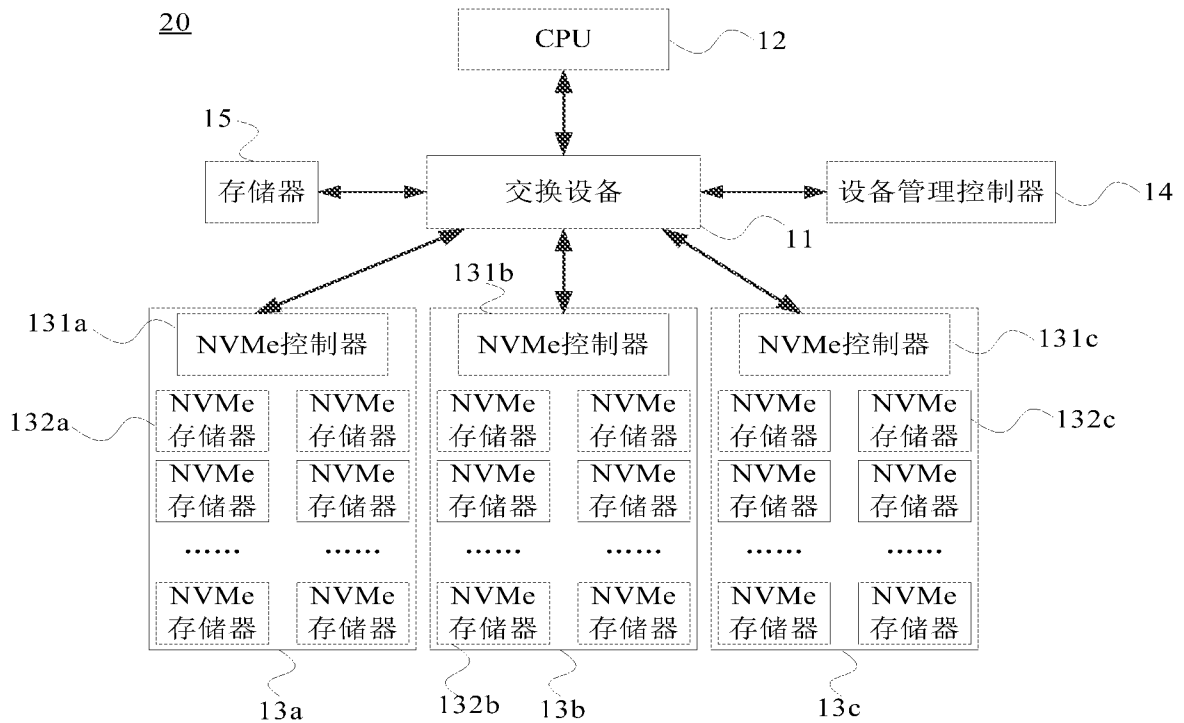 20
CPU
12
15
存储器
交换设备
设备管理控制器
14
11
131b
131a
NVMe控制器
NVMe控制器
NVMe控制器
131c
NVMe
存储器
NVMe
存储器
NVMe
存储器
NVMe
存储器
NVMe
存储器
NVMe
存储器
132a
132c
NVMe
存储器
NVMe
存储器
NVMe
存储器
NVMe
存储器
NVMe
存储器
NVMe
存储器
…… …… …… …… …… ……
NVMe
存储器
NVMe
存储器
NVMe
存储器
NVMe
存储器
NVMe
存储器
NVMe
存储器
13a
132b
13b
13c